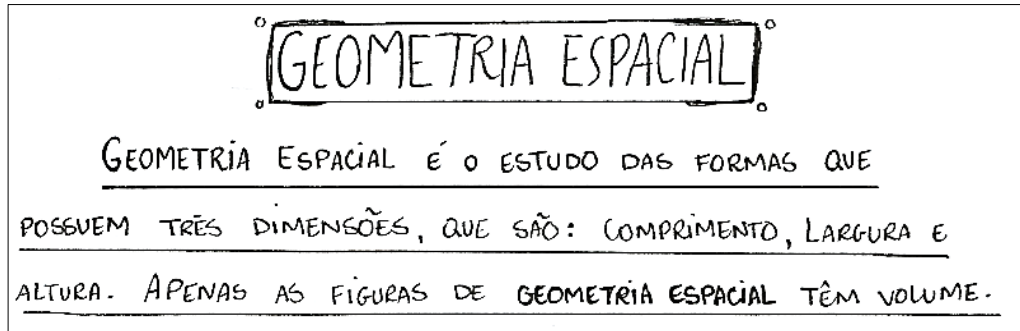 GEOMETRIA ESPACIAL
GEOMETRIA ESPACIAL É O ESTUDO DAS FORMAS QUE
POSSUEM TRÊS DIMENSÕES, QUE SÃO: COMPRIMENTO, LARGURA E
ALTURA. APENAS AS FIGURAS DE GEOMETRIA ESPACIAL TÊM VOLUME.